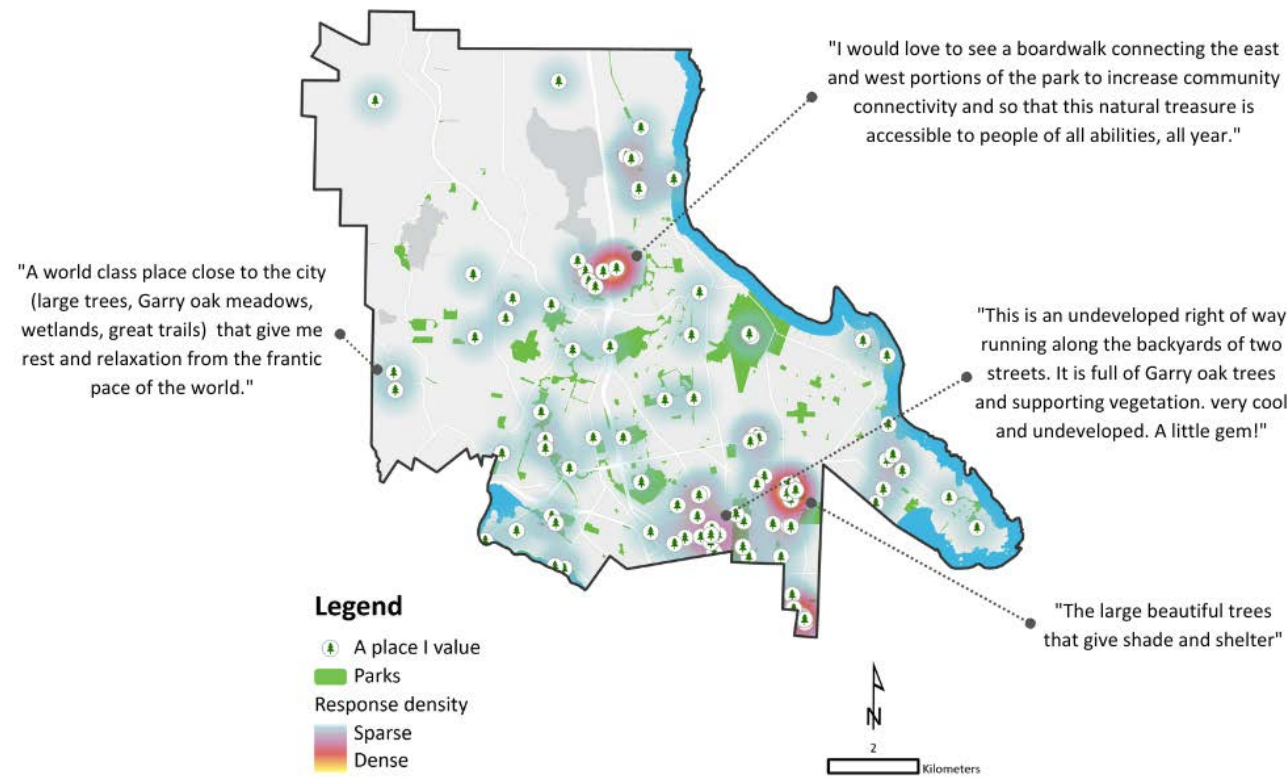 "I would love to see a boardwalk connecting the east
and west portions of the park to increase community
connectivity and so that this natural treasure is
accessible to people of all abilities, all year."
"A world class place close to the city
(large trees, Garry oak meadows,
wetlands, great trails)  that give me
rest and relaxation from the frantic
pace of the world."
"This is an undeveloped right of way
running along the backyards of two
streets. It is full of Garry oak trees
and supporting vegetation. very cool
and undeveloped. A little gem!"
"The large beautiful trees
that give shade and shelter"
Legend
A place I value
Parks
Response density
Sparse
Dense
N
2
Kilometers